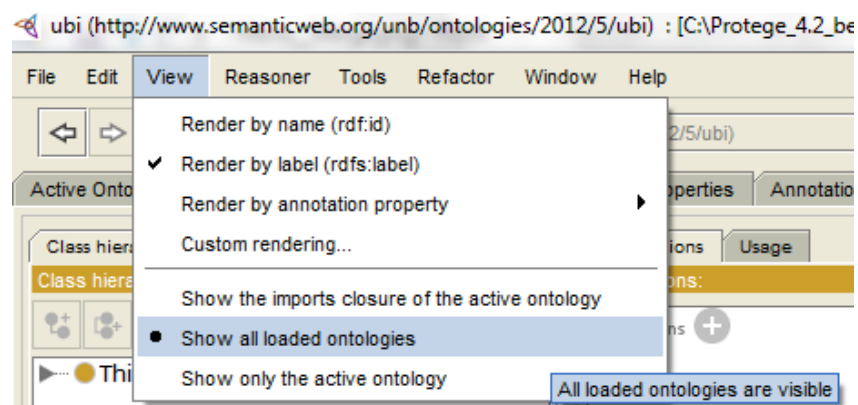 ubi (http://www.semanticweb.org/unb/ontologies/2012/5/ubi) : [C:\Protege_4.2_be
File Edit View Reasoner Tools Refactor Window Help
Render by name (rdf:id)
2/5/ubi)
Render by label (rdfs:label)
Active Onto
operties Annotatio
Render by annotation property
Class hiera
Custom rendering...
ions Usage
Class hiera
ons:
Show the imports closure of the active ontology
ns
Show all loaded ontologies
Thi
Show only the active ontology
All loaded ontologies are visible